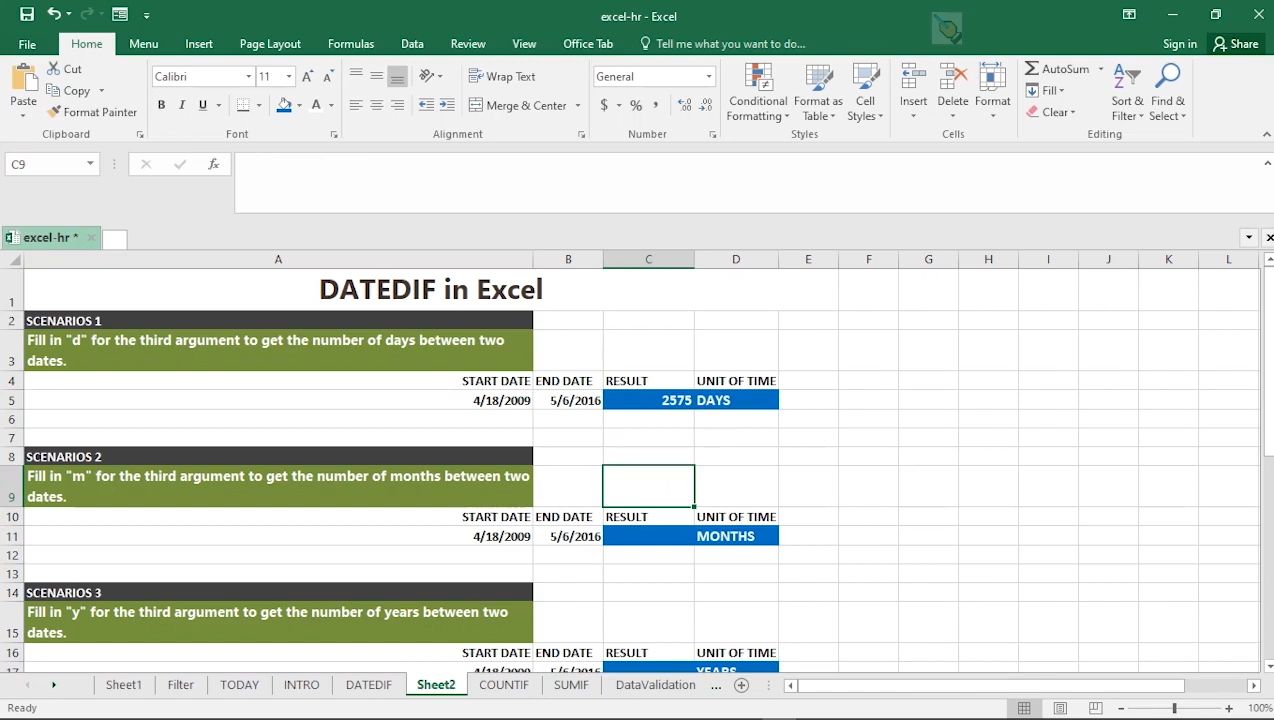 excel-hr - Excel
File Home Menu Insert Page Layout Formulas Data Review View Office Tab Tell me what you want to do... Sign in Share
Paste
Cut
Copy
Format Painter
Clipboard
Calibri 11
B I U A
Font
Wrap Text
Merge & Center
Alignment
General
$ % ,
Number
Conditional Formatting
Format as Table
Cell Styles
Styles
Insert
Delete
Format
Cells
AutoSum
Fill
Clear
Sort & Filter
Find & Select
Editing
C9 fx
excel-hr *
A B C D E F G H I J K L
1 DATEDIF in Excel
2 SCENARIOS 1
Fill in "d" for the third argument to get the number of days between two
3 dates.
4 START DATE END DATE RESULT UNIT OF TIME
5 4/18/2009 5/6/2016 2575 DAYS
6
7
8 SCENARIOS 2
Fill in "m" for the third argument to get the number of months between two
9 dates.
10 START DATE END DATE RESULT UNIT OF TIME
11 4/18/2009 5/6/2016 MONTHS
12
13
14 SCENARIOS 3
Fill in "y" for the third argument to get the number of years between two
15 dates.
16 START DATE END DATE RESULT UNIT OF TIME
17 4/18/2009 5/6/2016 YEARS
Sheet1 Filter TODAY INTRO DATEDIF Sheet2 COUNTIF SUMIF DataValidation ...
Ready 100%